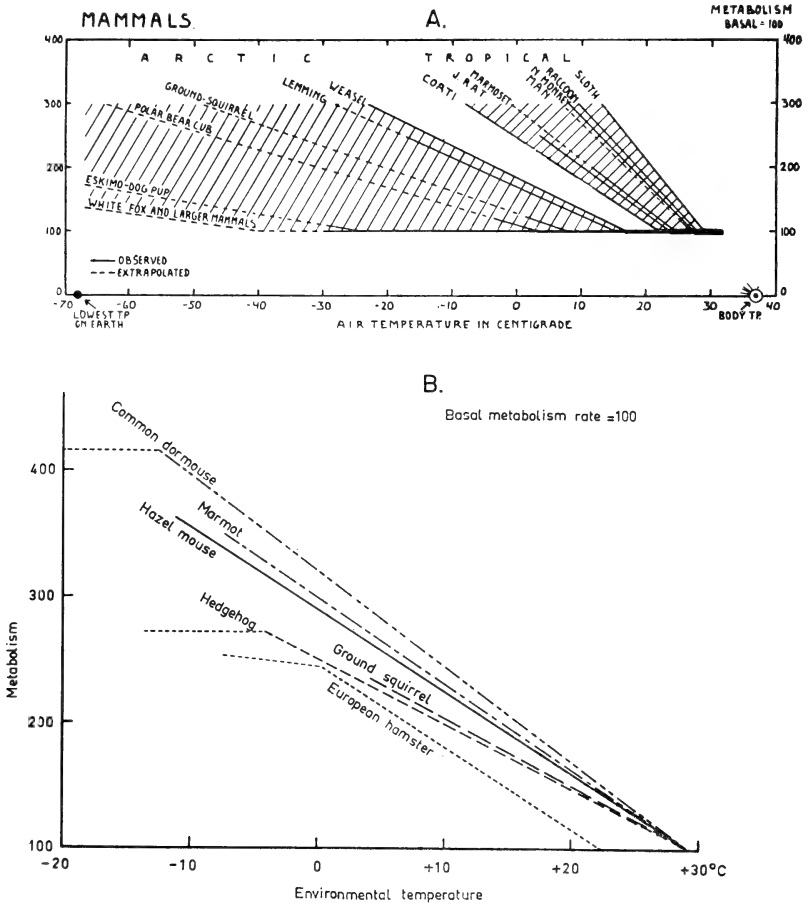 MAMMALS
A.
METABOLISM
BASAL = 100
400
300
200
100
0
400
300
200
100
0
ARCTIC
TROPICAL
GROUND-SQUIRREL
POLAR BEAR CUB
ESKIMO-DOG PUP
WHITE FOX AND LARGER MAMMALS
LEMMING
WEASEL
COATI
J. RAT
MARMOSET
MAN
N. MONKEY
RACCOON
SLOTH
OBSERVED
EXTRAPOLATED
-70 -60 -50 -40 -30 -20 -10 0 10 20 30 40
LOWEST TP.
ON EARTH
AIR TEMPERATURE IN CENTIGRADE
BODY TP.
B.
Basal metabolism rate =100
Common dormouse
Marmot
Hazel mouse
Hedgehog
Ground squirrel
European hamster
Metabolism
400
300
200
100
-20 -10 0 +10 +20 +30°C
Environmental temperature